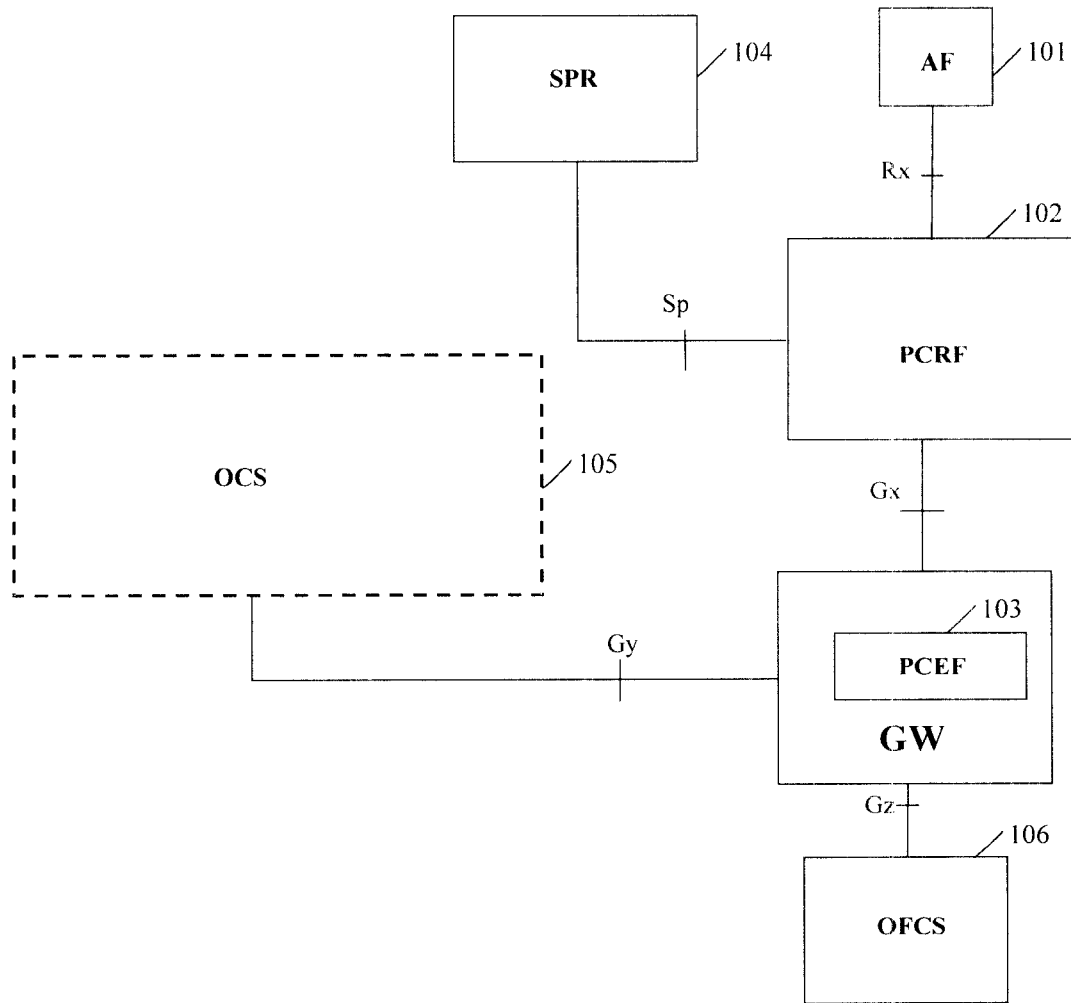 SPR
104
AF
101
Rx
102
Sp
PCRF
OCS
105
Gx
103
Gy
PCEF
GW
Gz
106
OFCS